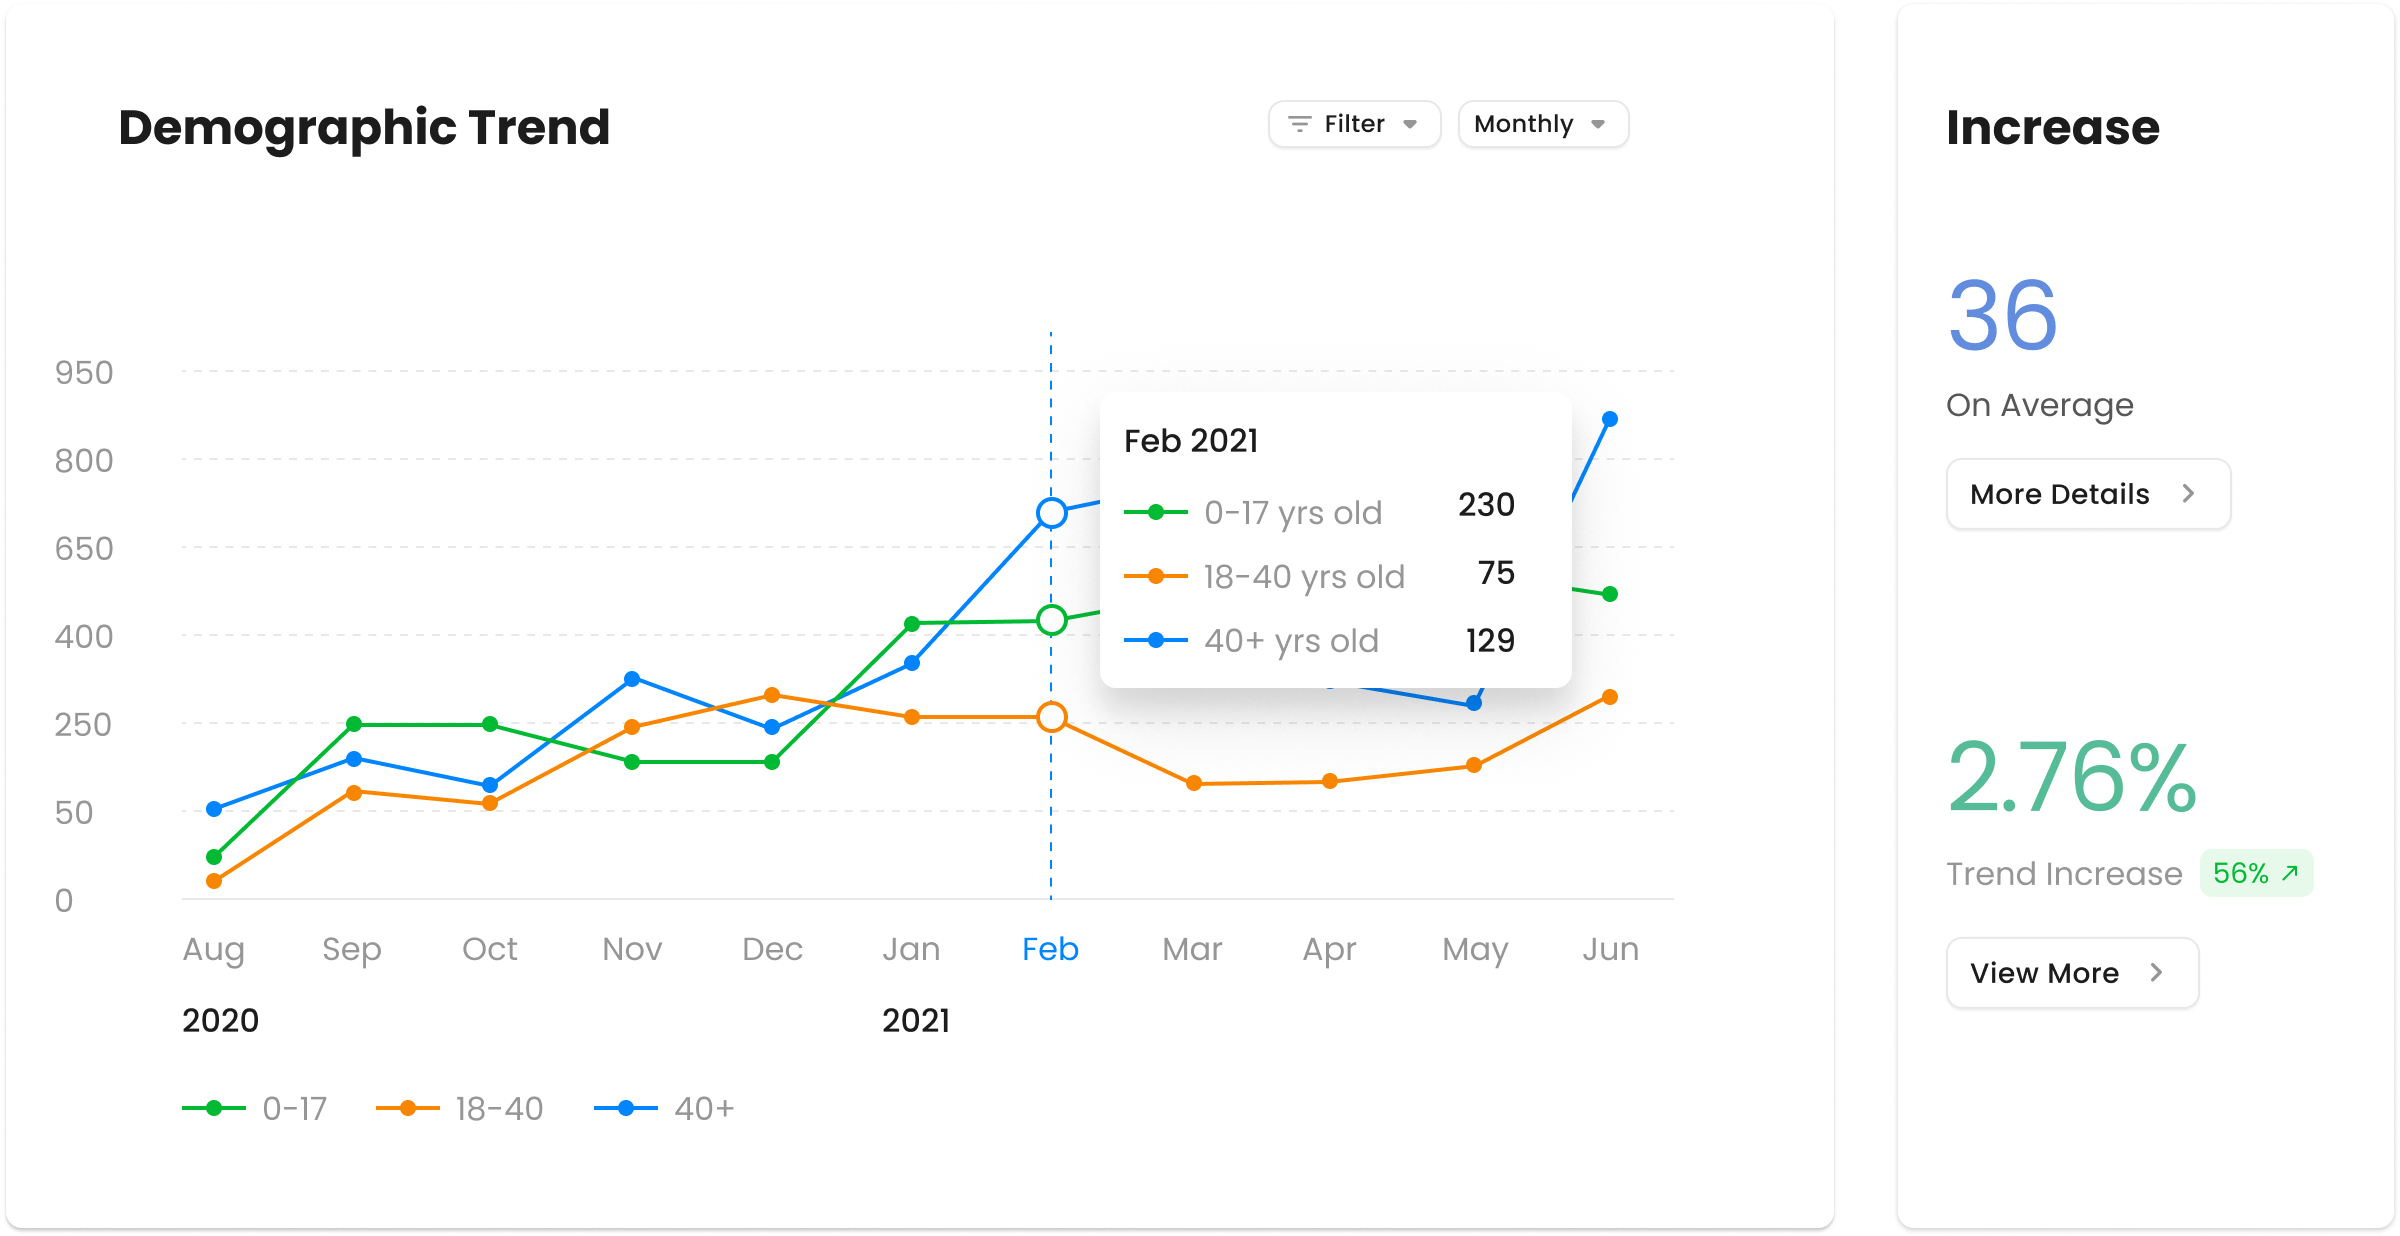 Demographic Trend
Filter
Monthly
950
800
650
400
250
50
0
Feb 2021
0-17 yrs old 230
18-40 yrs old 75
40+ yrs old 129
Aug Sep Oct Nov Dec Jan Feb Mar Apr May Jun
2020 2021
0-17 18-40 40+
Increase
36
On Average
More Details
2.76%
Trend Increase 56%
View More